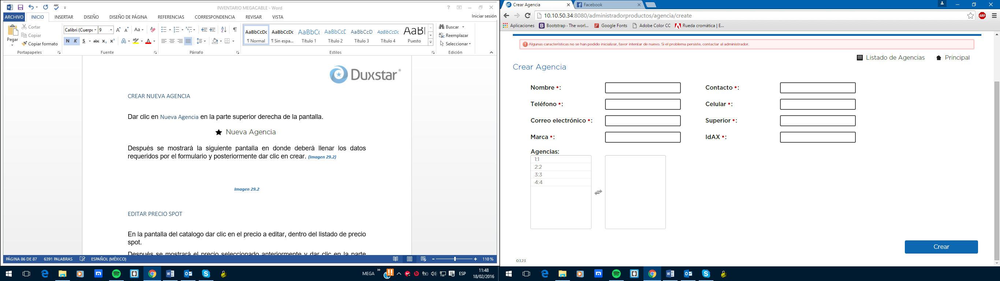 INVENTARIO MEGACABLE - Word
ARCHIVO INICIO INSERTAR DISEÑO DISEÑO DE PÁGINA REFERENCIAS CORRESPONDENCIA REVISAR VISTA Iniciar sesión
Pegar
Cortar
Copiar
Copiar formato
Portapapeles
Calibri (Cuerpo 9
N K S abc x₂ x²
Fuente
Párrafo
AaBbCcDc AaBbCcDc AaBbCc AaBbCcC AaBbCcD AaBbCcDc AaBl
¶ Normal ¶ Sin espa... Título 1 Título 2 Título 3 Título 4 Puesto
Estilos
Buscar
Reemplazar
Seleccionar
Edición
Duxstar®
CREAR NUEVA AGENCIA
Dar clic en Nueva Agencia en la parte superior derecha de la pantalla.
Nueva Agencia
Después se mostrará la siguiente pantalla en donde deberá llenar los datos
requeridos por el formulario y posteriormente dar clic en crear. (Imagen 29.2)
Imagen 29.2
EDITAR PRECIO SPOT
En la pantalla del catalogo dar clic en el precio a editar, dentro del listado de precio
spot.
Después se mostrará el precio seleccionado anteriormente y dar clic en la parte
PÁGINA 86 DE 87 6391 PALABRAS ESPAÑOL (MÉXICO) 110 %
MEGA ESP 11:48
18/02/2016
Crear Agencia Facebook
10.10.50.34:8080/administradorproductos/agencia/create
ABP
Aplicaciones Bootstrap · The worl... Google Fonts Adobe Color CC Rueda cromática | E...
Algunas características no se han podido inicializar, favor intentar de nuevo. Si el problema persiste, contactar al administrador.
Listado de Agencias Principal
Crear Agencia
Nombre *: Contacto *:
Teléfono *: Celular *:
Correo electrónico *: Superior *:
Marca *: IdAX *:
Agencias:
1:1
2:2
3:3
4:4
Crear
0.1.23